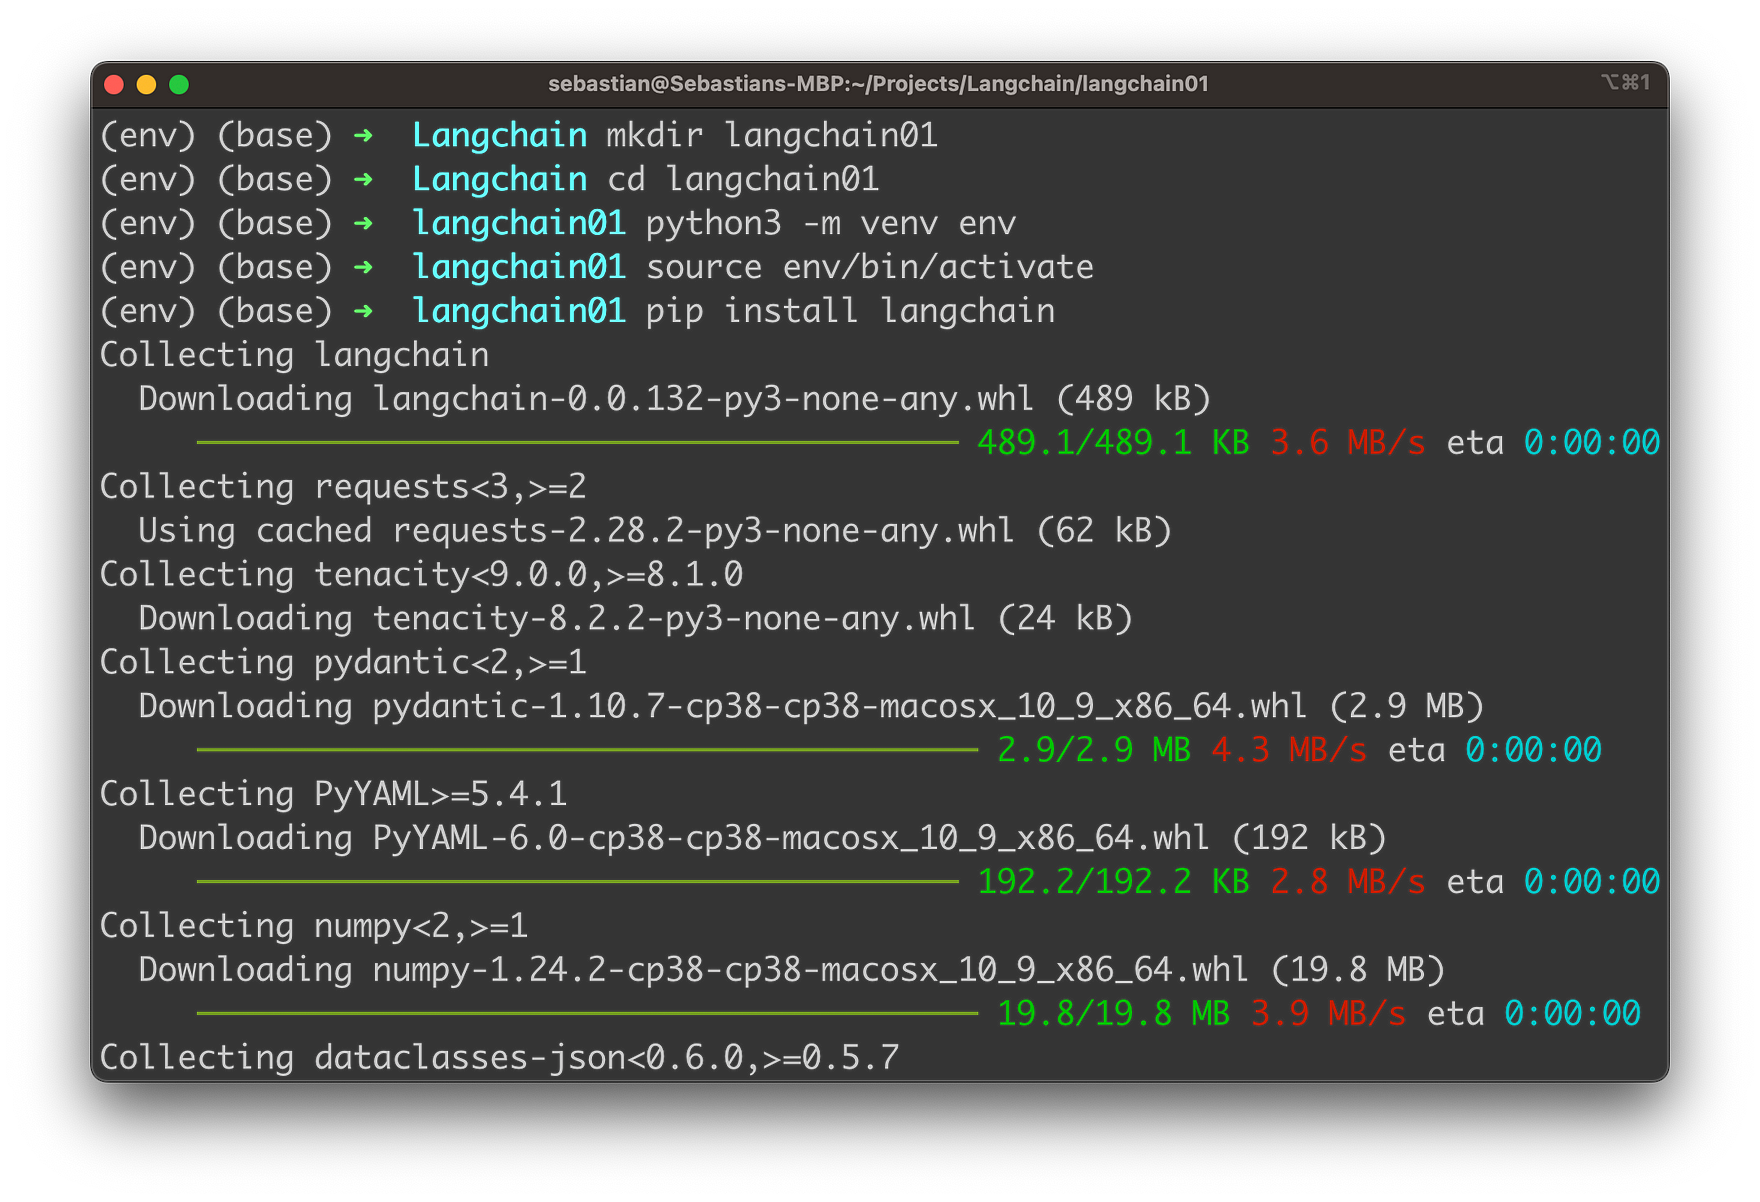 sebastian@Sebastians-MBP:~/Projects/Langchain/langchain01 ⌥⌘1
(env) (base) ➜  Langchain mkdir langchain01
(env) (base) ➜  Langchain cd langchain01
(env) (base) ➜  langchain01 python3 -m venv env
(env) (base) ➜  langchain01 source env/bin/activate
(env) (base) ➜  langchain01 pip install langchain
Collecting langchain
  Downloading langchain-0.0.132-py3-none-any.whl (489 kB)
489.1/489.1 KB 3.6 MB/s eta 0:00:00
Collecting requests<3,>=2
  Using cached requests-2.28.2-py3-none-any.whl (62 kB)
Collecting tenacity<9.0.0,>=8.1.0
  Downloading tenacity-8.2.2-py3-none-any.whl (24 kB)
Collecting pydantic<2,>=1
  Downloading pydantic-1.10.7-cp38-cp38-macosx_10_9_x86_64.whl (2.9 MB)
2.9/2.9 MB 4.3 MB/s eta 0:00:00
Collecting PyYAML>=5.4.1
  Downloading PyYAML-6.0-cp38-cp38-macosx_10_9_x86_64.whl (192 kB)
192.2/192.2 KB 2.8 MB/s eta 0:00:00
Collecting numpy<2,>=1
  Downloading numpy-1.24.2-cp38-cp38-macosx_10_9_x86_64.whl (19.8 MB)
19.8/19.8 MB 3.9 MB/s eta 0:00:00
Collecting dataclasses-json<0.6.0,>=0.5.7